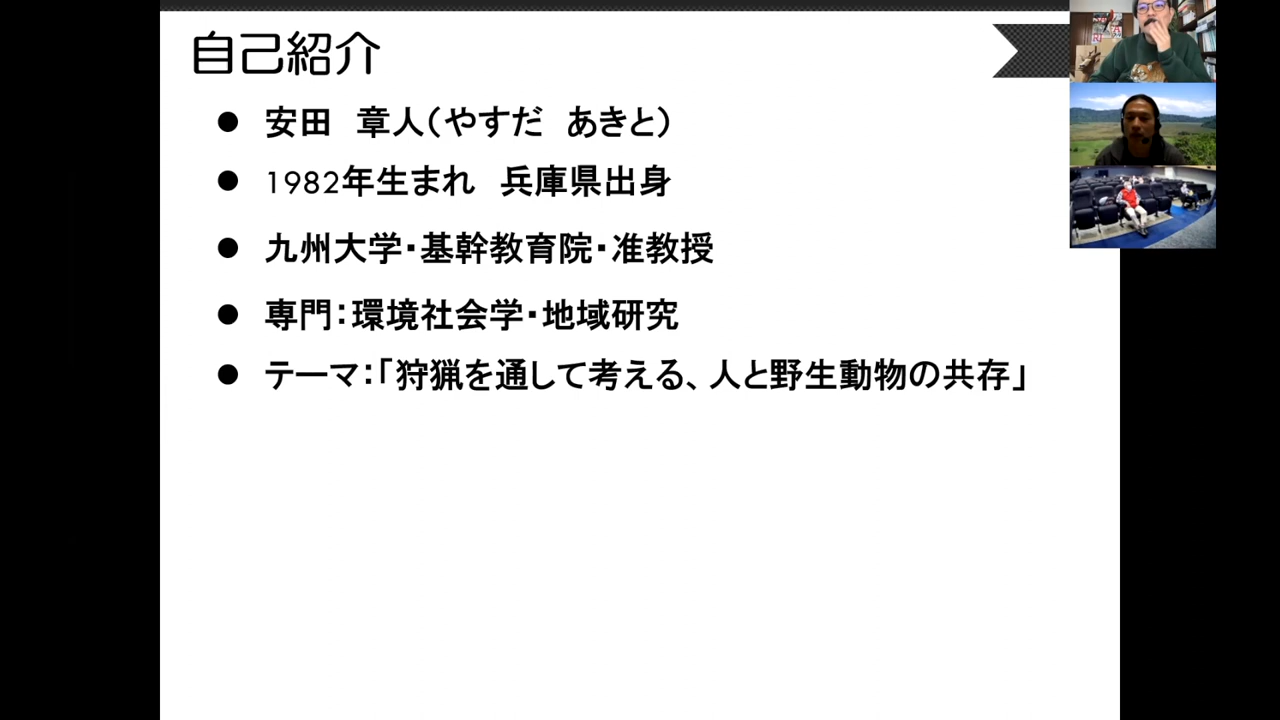 自己紹介
● 安田　章人（やすだ　あきと）
● 1982年生まれ　兵庫県出身
● 九州大学・基幹教育院・准教授
● 専門：環境社会学・地域研究
● テーマ：「狩猟を通して考える、人と野生動物の共存」